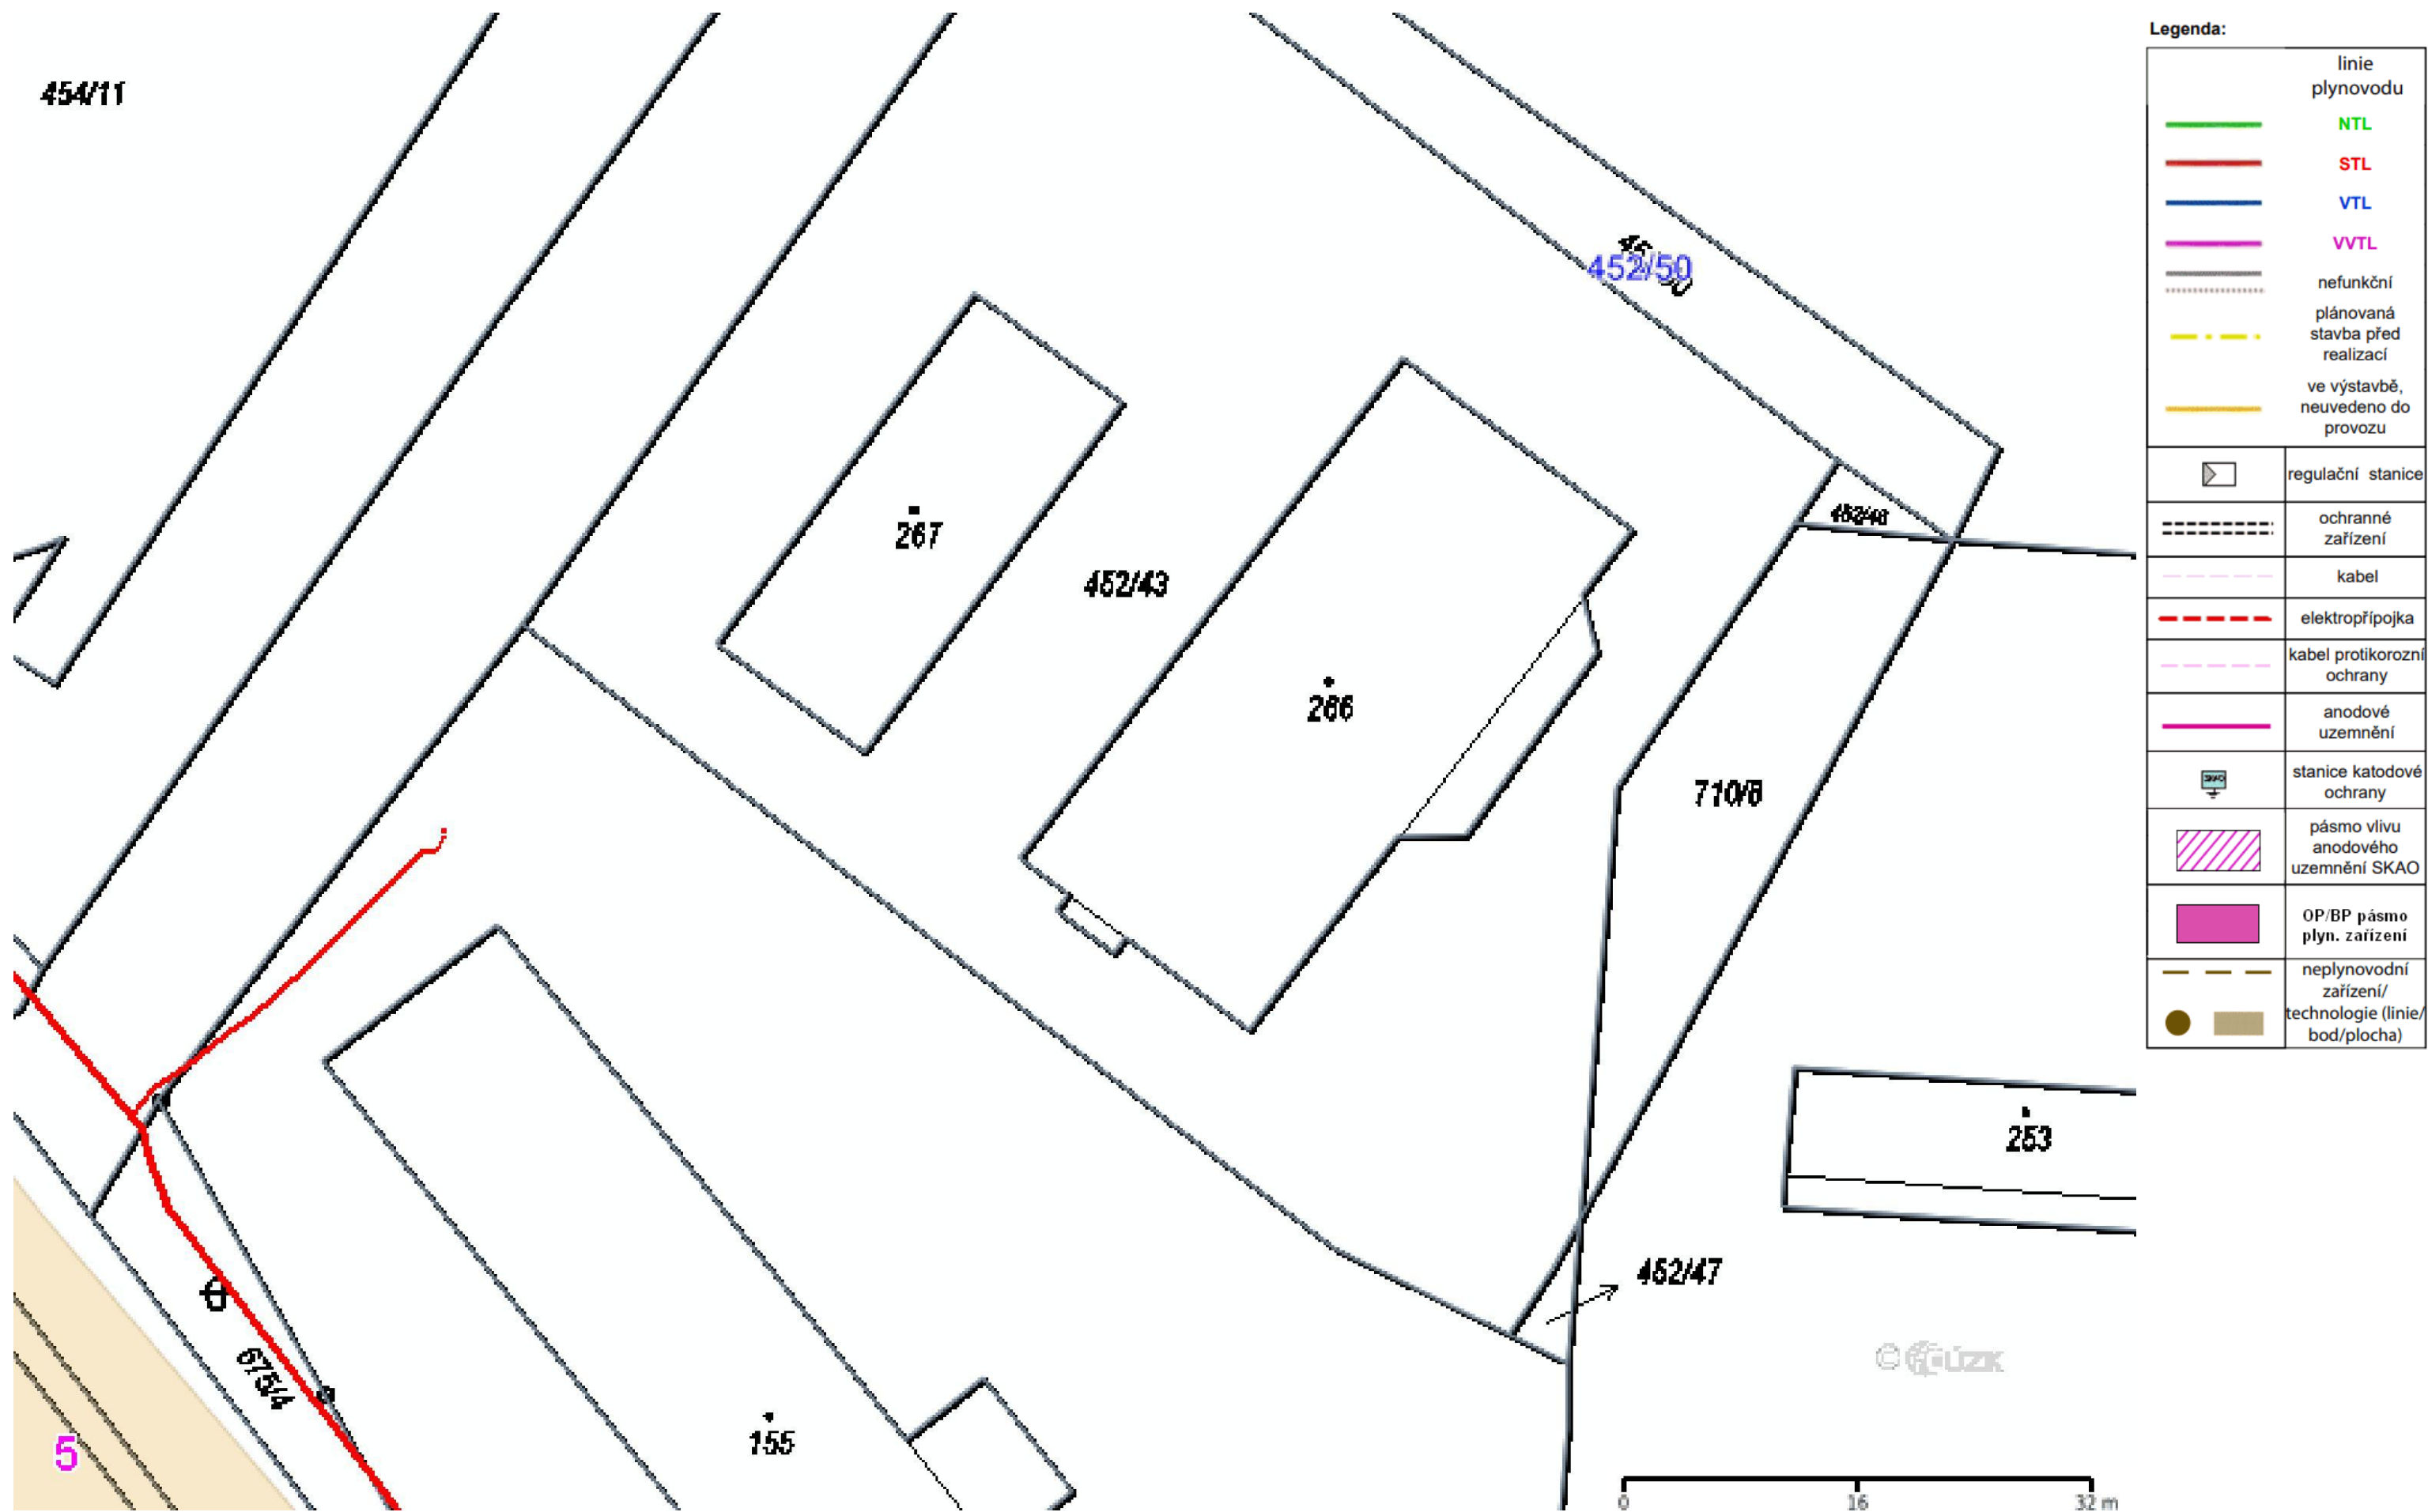 454/11
452/50
267
452/43
266
710/8
253
452/47
675/4
155
5
0 16 32 m
Legenda:
linie
plynovodu
NTL
STL
VTL
VVTL
nefunkční
plánovaná
stavba před
realizací
ve výstavbě,
neuvedeno do
provozu
regulační stanice
ochranné
zařízení
kabel
elektropřípojka
kabel protikorozní
ochrany
anodové
uzemnění
stanice katodové
ochrany
pásmo vlivu
anodového
uzemnění SKAO
OP/BP pásmo
plyn. zařízení
neplynovodní
zařízení/
technologie (linie/
bod/plocha)